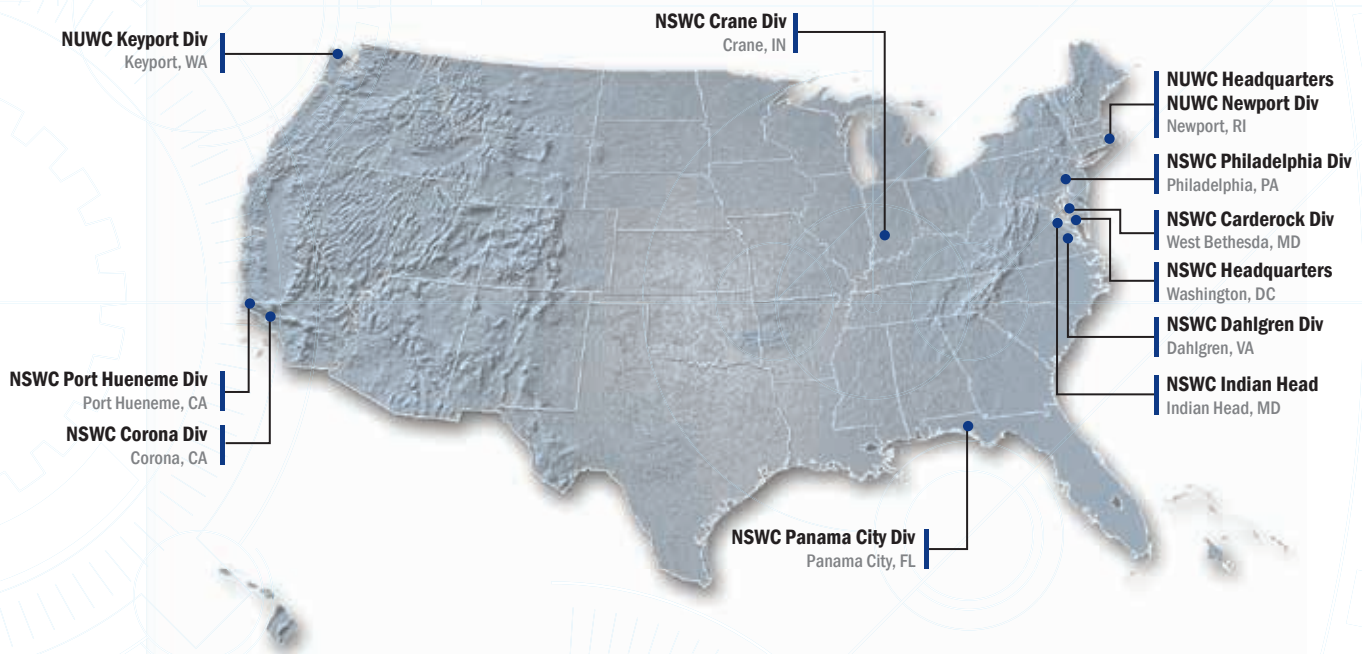 NUWC Keyport Div
Keyport, WA
NSWC Crane Div
Crane, IN
NUWC Headquarters
NUWC Newport Div
Newport, RI
NSWC Philadelphia Div
Philadelphia, PA
NSWC Carderock Div
West Bethesda, MD
NSWC Headquarters
Washington, DC
NSWC Dahlgren Div
Dahlgren, VA
NSWC Indian Head
Indian Head, MD
NSWC Port Hueneme Div
Port Hueneme, CA
NSWC Corona Div
Corona, CA
NSWC Panama City Div
Panama City, FL